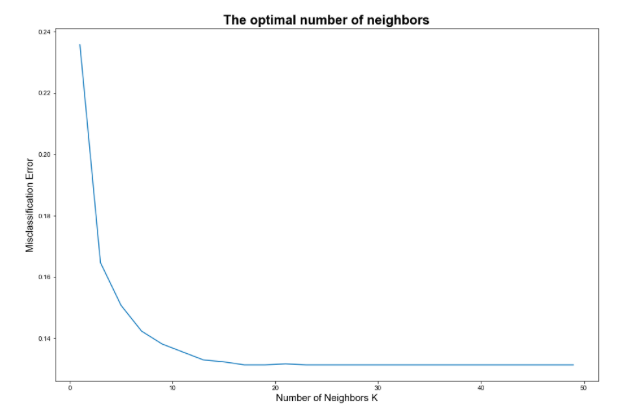 The optimal number of neighbors
0.24
0.22
0.20
0.18
0.16
0.14
Misclassification Error
0 10 20 30 40 50
Number of Neighbors K